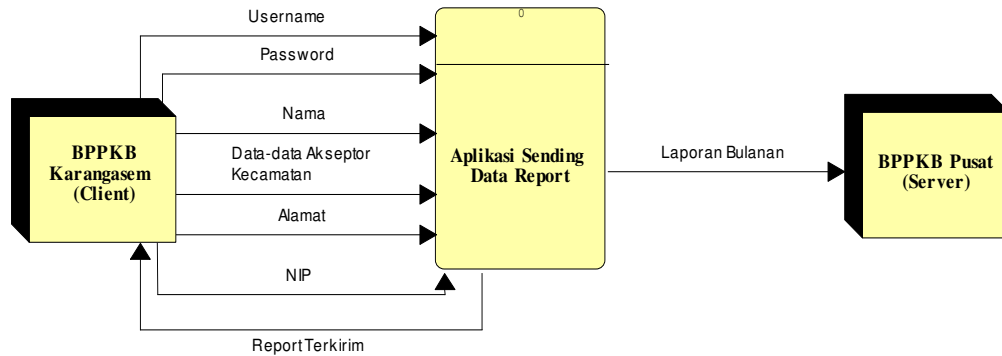 Username
0
Password
Nama
BPPKB
Karangasem
(Client)
Data-data Akseptor
Kecamatan
Aplikasi Sending
Data Report
Laporan Bulanan
BPPKB Pusat
(Server)
Alamat
NIP
Report Terkirim